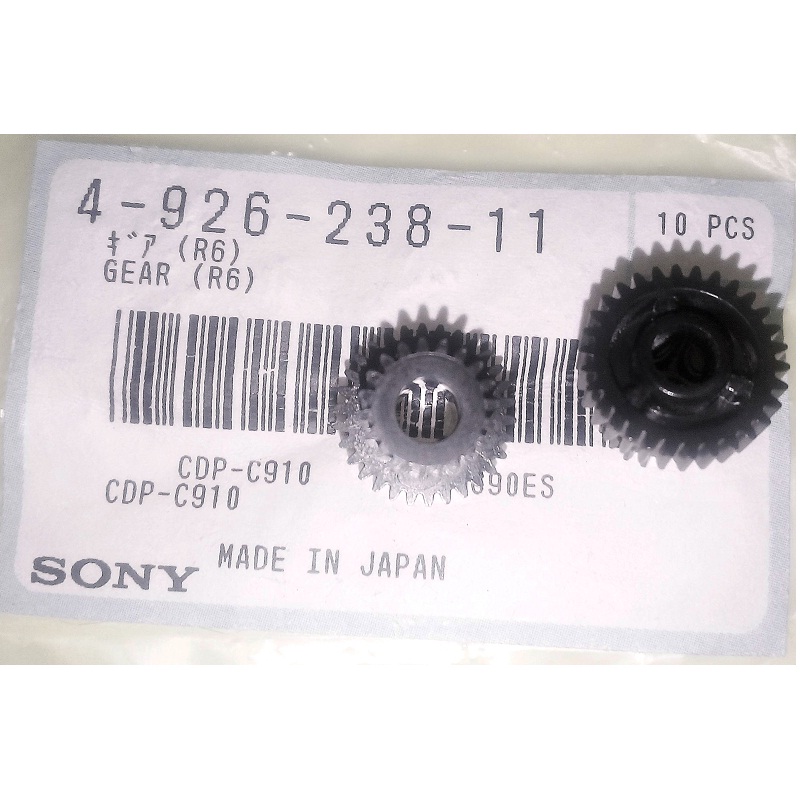 4-926-238-11
10 PCS
ｷﾞｱ (R6)
GEAR (R6)
CDP-C910
CDP-C910
90ES
SONY
MADE IN JAPAN